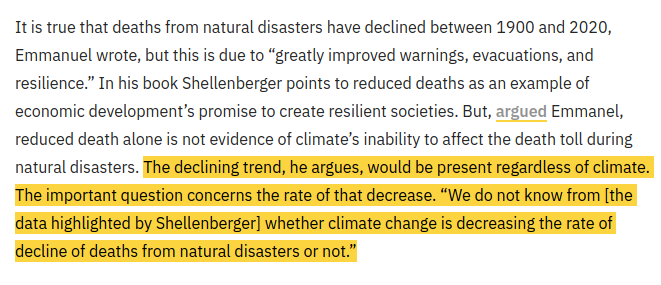 It is true that deaths from natural disasters have declined between 1900 and 2020,
Emmanuel wrote, but this is due to “greatly improved warnings, evacuations, and
resilience.” In his book Shellenberger points to reduced deaths as an example of
economic development’s promise to create resilient societies. But, argued Emmanel,
reduced death alone is not evidence of climate’s inability to affect the death toll during
natural disasters. The declining trend, he argues, would be present regardless of climate.
The important question concerns the rate of that decrease. “We do not know from [the
data highlighted by Shellenberger] whether climate change is decreasing the rate of
decline of deaths from natural disasters or not.”